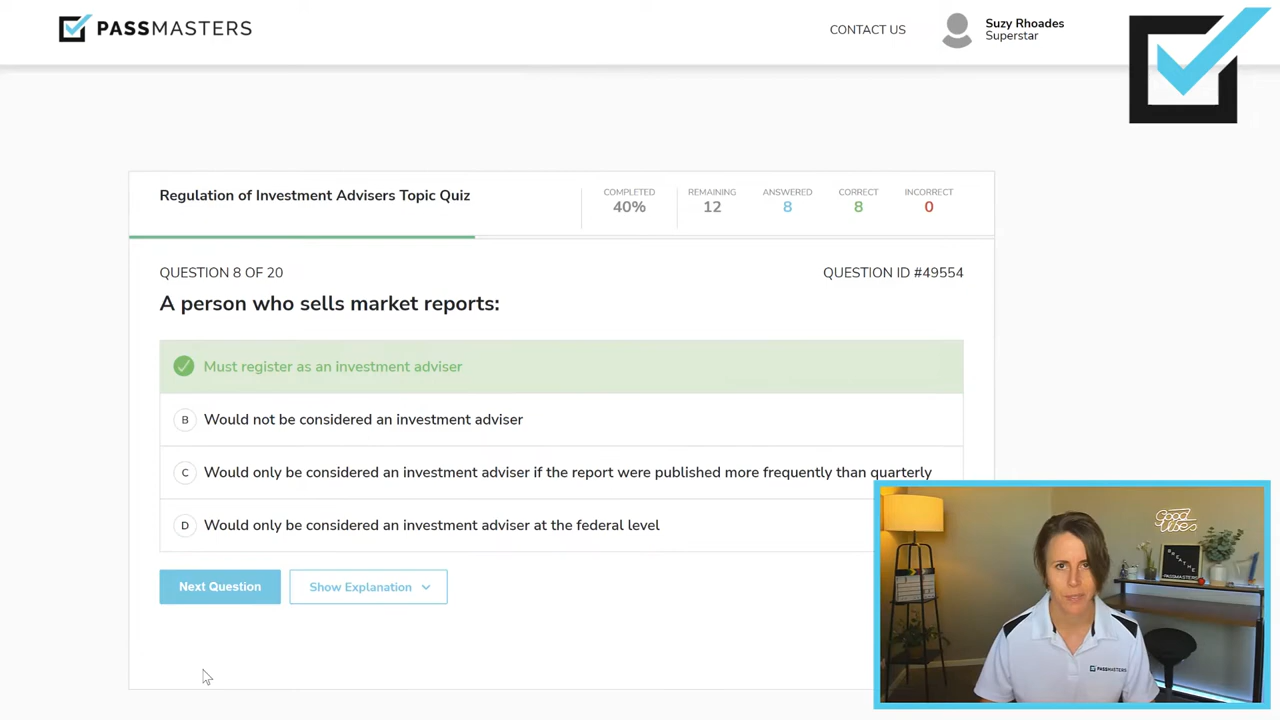 PASSMASTERS
CONTACT US
Suzy Rhoades
Superstar
Regulation of Investment Advisers Topic Quiz
COMPLETED
40%
REMAINING
12
ANSWERED
8
CORRECT
8
INCORRECT
0
QUESTION 8 OF 20
QUESTION ID #49554
A person who sells market reports:
Must register as an investment adviser
B Would not be considered an investment adviser
C Would only be considered an investment adviser if the report were published more frequently than quarterly
D Would only be considered an investment adviser at the federal level
Next Question
Show Explanation
Good
Vibes
BREATHE
PASSMASTERS
PASSMASTERS